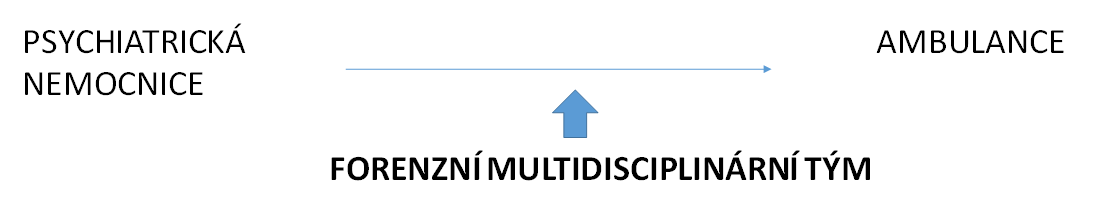 PSYCHIATRICKÁ
NEMOCNICE
AMBULANCE
FORENZNÍ MULTIDISCIPLINÁRNÍ TÝM